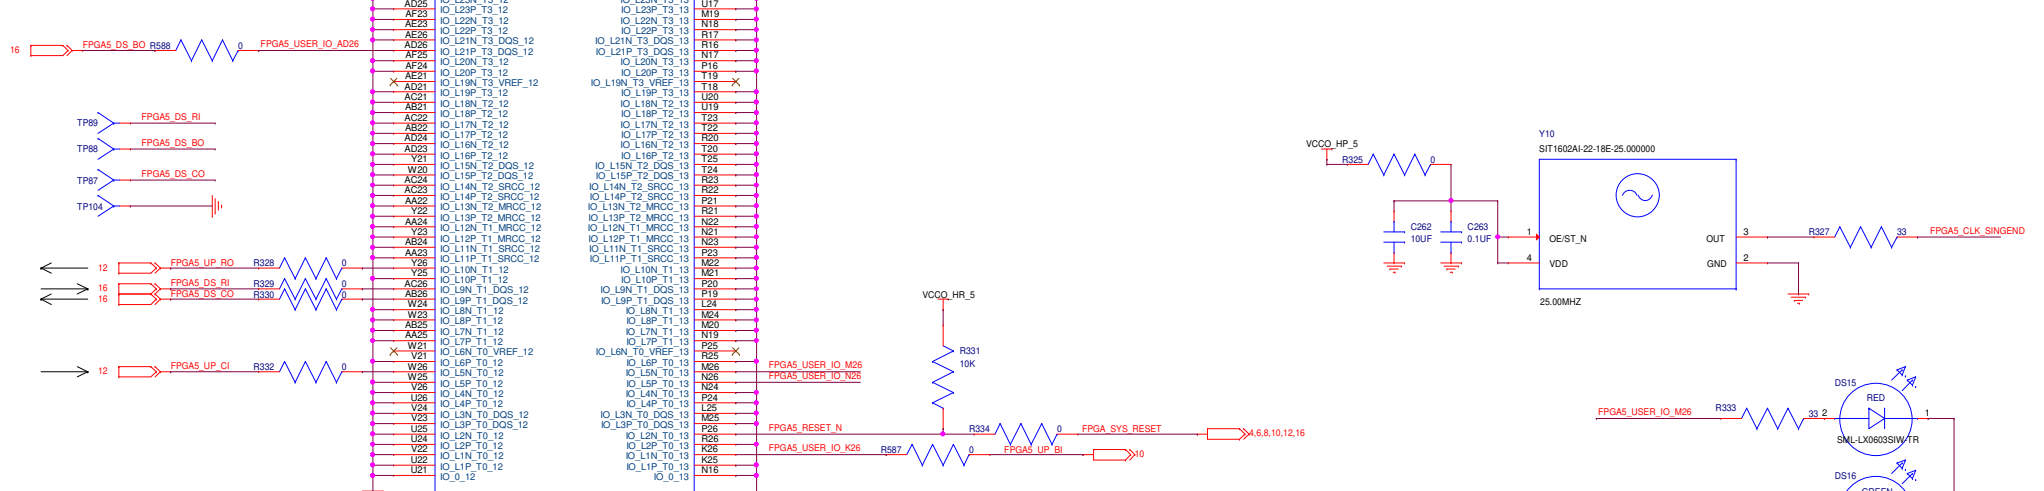 16 FPGA5_DS_BO R588 0 FPGA5_USER_IO_AD26
TP89 FPGA5_DS_RI
TP88 FPGA5_DS_BO
TP87 FPGA5_DS_CO
TP104
12 FPGA5_UP_RO R328 0
16 FPGA5_DS_RI R329 0
16 FPGA5_DS_CO R330 0
12 FPGA5_UP_CI R332 0
AD25 IO_L23P_T3_12
AF23 IO_L22N_T3_12
AE23 IO_L22P_T3_12
AE26 IO_L21N_T3_DQS_12
AD26 IO_L21P_T3_DQS_12
AF25 IO_L20N_T3_12
AF24 IO_L20P_T3_12
AE21 IO_L19N_T3_VREF_12
AD21 IO_L19P_T3_12
AC21 IO_L18N_T2_12
AB21 IO_L18P_T2_12
AC22 IO_L17N_T2_12
AB22 IO_L17P_T2_12
AD24 IO_L16N_T2_12
AD23 IO_L16P_T2_12
Y21 IO_L15N_T2_DQS_12
W20 IO_L15P_T2_DQS_12
AC24 IO_L14N_T2_SRCC_12
AC23 IO_L14P_T2_SRCC_12
AA22 IO_L13N_T2_MRCC_12
Y22 IO_L13P_T2_MRCC_12
AA24 IO_L12N_T1_MRCC_12
Y23 IO_L12P_T1_MRCC_12
AB24 IO_L11N_T1_SRCC_12
AA23 IO_L11P_T1_SRCC_12
Y26 IO_L10N_T1_12
Y25 IO_L10P_T1_12
AC26 IO_L9N_T1_DQS_12
AB26 IO_L9P_T1_DQS_12
W24 IO_L8N_T1_12
W23 IO_L8P_T1_12
AB25 IO_L7N_T1_12
AA25 IO_L7P_T1_12
W21 IO_L6N_T0_VREF_12
V21 IO_L6P_T0_12
W26 IO_L5N_T0_12
W25 IO_L5P_T0_12
V26 IO_L4N_T0_12
U26 IO_L4P_T0_12
V24 IO_L3N_T0_DQS_12
V23 IO_L3P_T0_DQS_12
U25 IO_L2N_T0_12
U24 IO_L2P_T0_12
V22 IO_L1N_T0_12
U22 IO_L1P_T0_12
U21 IO_0_12
IO_L23P_T3_13 U17
IO_L22N_T3_13 M19
IO_L22P_T3_13 N18
IO_L21N_T3_DQS_13 R17
IO_L21P_T3_DQS_13 R16
IO_L20N_T3_13 N17
IO_L20P_T3_13 P16
IO_L19N_T3_VREF_13 T19
IO_L19P_T3_13 T18
IO_L18N_T2_13 U20
IO_L18P_T2_13 U19
IO_L17N_T2_13 T23
IO_L17P_T2_13 T22
IO_L16N_T2_13 R20
IO_L16P_T2_13 T20
IO_L15N_T2_DQS_13 T25
IO_L15P_T2_DQS_13 T24
IO_L14N_T2_SRCC_13 R23
IO_L14P_T2_SRCC_13 R22
IO_L13N_T2_MRCC_13 P21
IO_L13P_T2_MRCC_13 R21
IO_L12N_T1_MRCC_13 N22
IO_L12P_T1_MRCC_13 N21
IO_L11N_T1_SRCC_13 N23
IO_L11P_T1_SRCC_13 P23
IO_L10N_T1_13 M22
IO_L10P_T1_13 M21
IO_L9N_T1_DQS_13 P20
IO_L9P_T1_DQS_13 P19
IO_L8N_T1_13 L24
IO_L8P_T1_13 M24
IO_L7N_T1_13 M20
IO_L7P_T1_13 N19
IO_L6N_T0_VREF_13 P25
IO_L6P_T0_13 R25
IO_L5N_T0_13 M26 FPGA5_USER_IO_M26
IO_L5P_T0_13 N26 FPGA5_USER_IO_N26
IO_L4N_T0_13 N24
IO_L4P_T0_13 P24
IO_L3N_T0_DQS_13 L25
IO_L3P_T0_DQS_13 M25
IO_L2N_T0_13 P26 FPGA5_RESET_N R334 0 FPGA_SYS_RESET 4,6,8,10,12,16
IO_L2P_T0_13 R26
IO_L1N_T0_13 K26 FPGA5_USER_IO_K26 R587 0 FPGA5_UP_BI 10
IO_L1P_T0_13 K25
IO_0_13 N16
VCCO_HR_5
R331
10K
VCCO_HP_5
R325 0
C262
10UF
C263
0.1UF
Y10
SIT1602AI-22-18E-25.000000
1 OE/ST_N
4 VDD
OUT 3
GND 2
25.00MHZ
R327 33 FPGA5_CLK_SINGEND
DS15
RED
FPGA5_USER_IO_M26 R333 33 2 1
SML-LX0603SIW-TR
DS16
GREEN